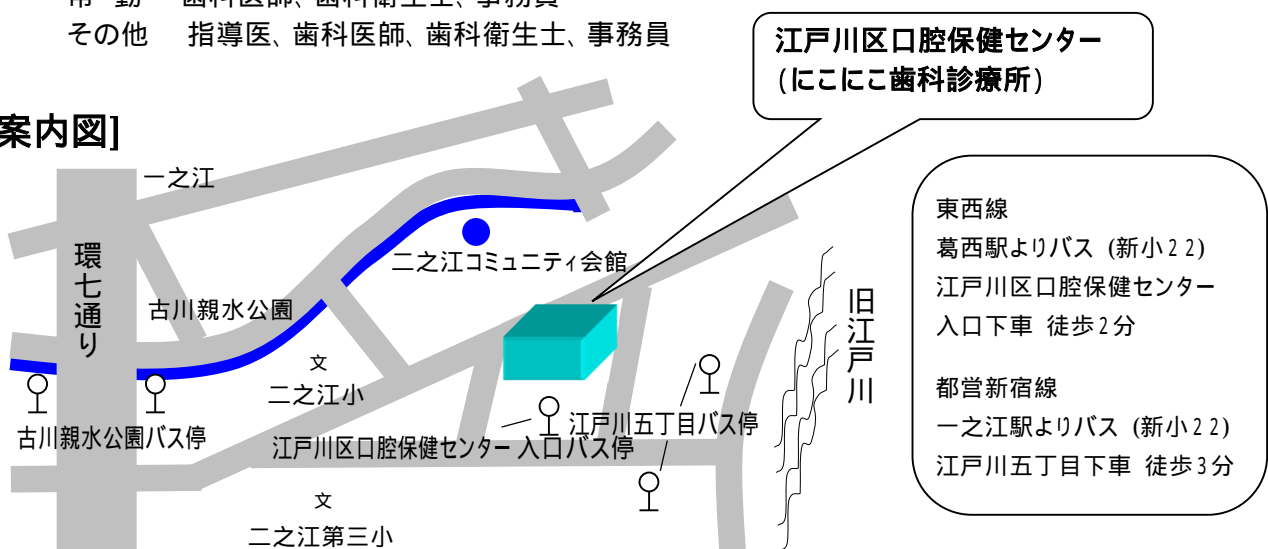 常 勤 歯科医師、歯科衛生士、事務員
その他 指導医、歯科医師、歯科衛生士、事務員
江戸川区口腔保健センター
(にこにこ歯科診療所)
案内図]
一之江
環七通り
二之江コミュニティ会館
古川親水公園
文
二之江小
古川親水公園バス停
江戸川区口腔保健センター 入口バス停
江戸川五丁目バス停
文
二之江第三小
旧江戸川
東西線
葛西駅よりバス (新小22)
江戸川区口腔保健センター
入口下車 徒歩2分
都営新宿線
一之江駅よりバス (新小22)
江戸川五丁目下車 徒歩3分